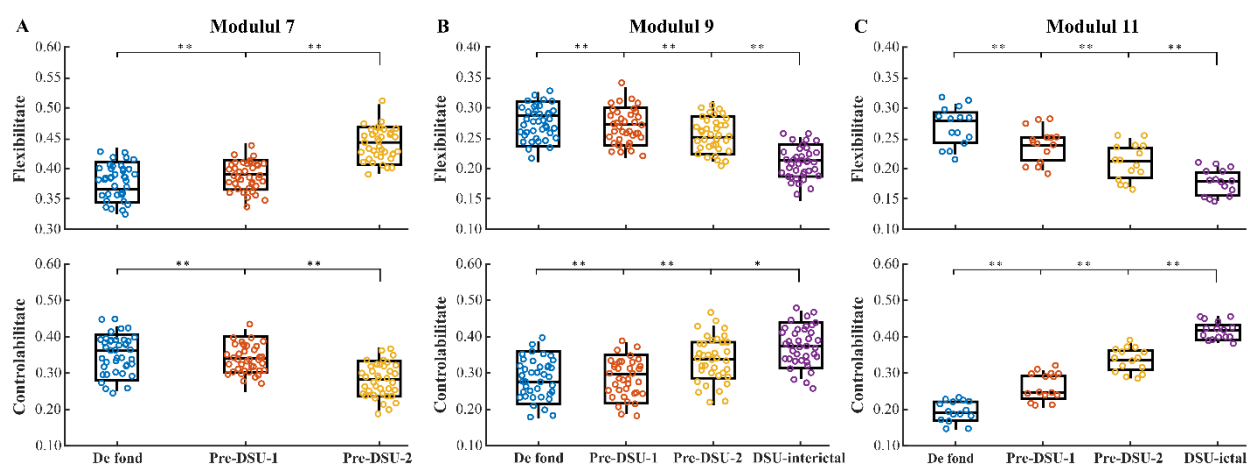 A Modulul 7
Flexibilitate
0.60
0.55
0.50
0.45
0.40
0.35
0.30
** **
Controlabilitate
0.60
0.50
0.40
0.30
0.20
0.10
** **
De fond Pre-DSU-1 Pre-DSU-2
B Modulul 9
Flexibilitate
0.40
0.35
0.30
0.25
0.20
0.15
0.10
** ** **
Controlabilitate
0.60
0.50
0.40
0.30
0.20
0.10
** ** *
De fond Pre-DSU-1 Pre-DSU-2 DSU-interictal
C Modulul 11
Flexibilitate
0.40
0.35
0.30
0.25
0.20
0.15
0.10
** ** **
Controlabilitate
0.60
0.50
0.40
0.30
0.20
0.10
** ** **
De fond Pre-DSU-1 Pre-DSU-2 DSU-ictal